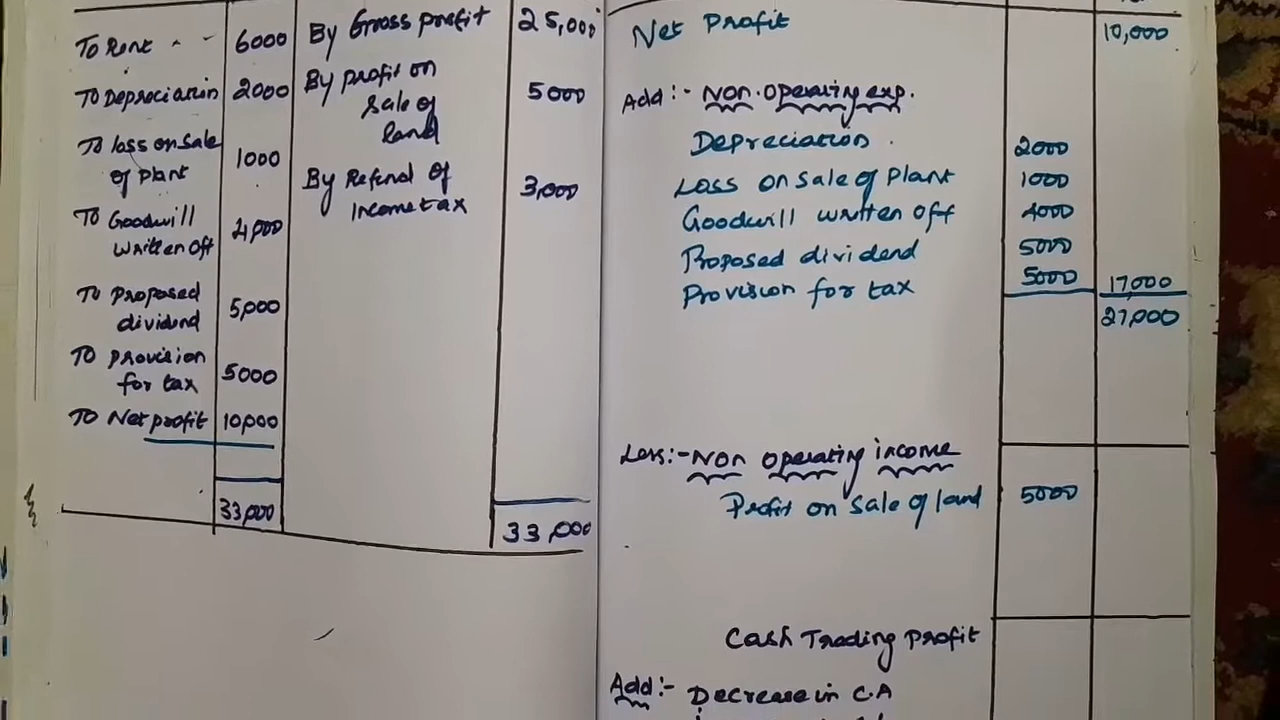 To Rent " - 6000 By Gross profit 25,000
To Depreciation 2000 By profit on 5000
sale of
land
To loss on sale 1000
of plant
By Refund of 3,000
Income tax
To Goodwill 4,000
written off
To proposed 5,000
dividend
To provision 5000
for tax
To Net profit 10,000
33,000 33,000
Net Profit 10,000
Add:- Non.operating exp.
Depreciation. 2000
Loss on sale of Plant 1000
Goodwill written off 4000
Proposed dividend 5000
Provision for tax 5000 17,000
27,000
Less:- Non operating income
Profit on sale of land 5000
Cash Trading Profit
Add:- Decrease in C.A